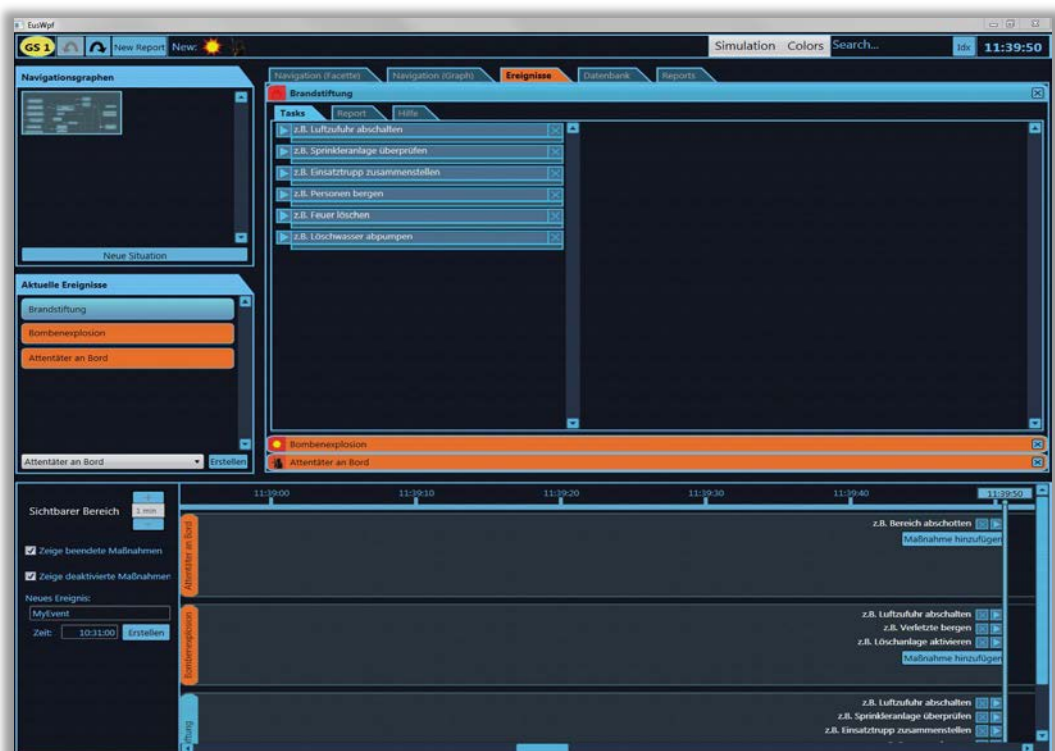 EusWpf
GS 1 New Report New: Simulation Colors Search... Idx 11:39:50
Navigationsgraphen
Neue Situation
Navigation (Facette) Navigation (Graph) Ereignisse Datenbank Reports
Brandstiftung
Tasks Report Hilfe
z.B. Luftzufuhr abschalten
z.B. Sprinkleranlage überprüfen
z.B. Einsatztrupp zusammenstellen
z.B. Personen bergen
z.B. Feuer löschen
z.B. Löschwasser abpumpen
Bombenexplosion
Attentäter an Bord
Aktuelle Ereignisse
Brandstiftung
Bombenexplosion
Attentäter an Bord
Attentäter an Bord Erstellen
Sichtbarer Bereich 1 min
Zeige beendete Maßnahmen
Zeige deaktivierte Maßnahmen
Neues Ereignis:
MyEvent
Zeit: 10:31:00 Erstellen
11:39:00 11:39:10 11:39:20 11:39:30 11:39:40 11:39:50
Attentäter an Bord
z.B. Bereich abschotten
Maßnahme hinzufügen
Bombenexplosion
z.B. Luftzufuhr abschalten
z.B. Verletzte bergen
z.B. Löschanlage aktivieren
Maßnahme hinzufügen
iftung
z.B. Luftzufuhr abschalten
z.B. Sprinkleranlage überprüfen
z.B. Einsatztrupp zusammenstellen